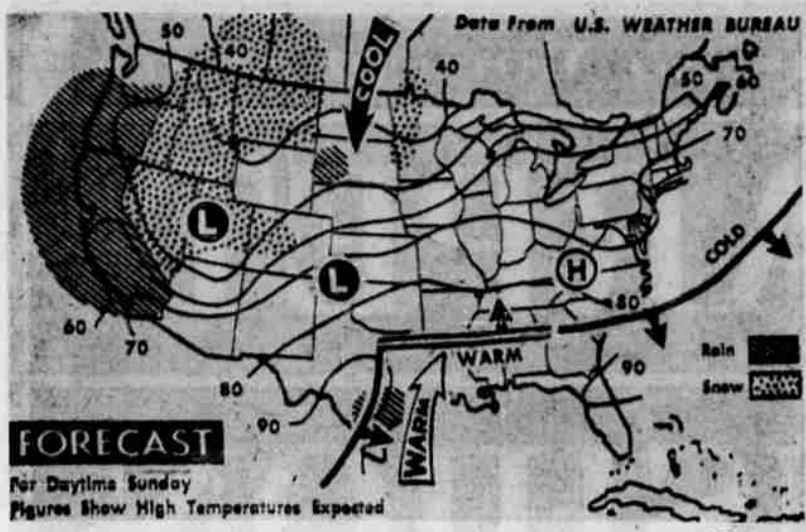 Data From U.S. WEATHER BUREAU
50
40
COOL
40
50
60
70
L
L
H
COLD
80
60
70
WARM
80
90
90
WARM
Rain
Snow
FORECAST
For Daytime Sunday
Figures Show High Temperatures Expected